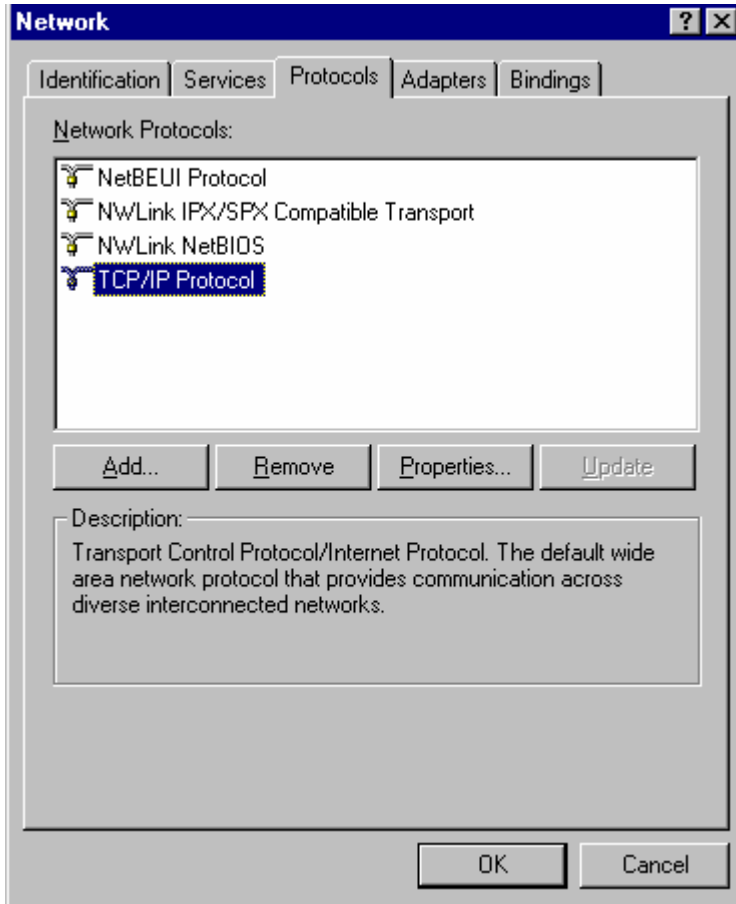 Network
Identification Services Protocols Adapters Bindings
Network Protocols:
NetBEUI Protocol
NWLink IPX/SPX Compatible Transport
NWLink NetBIOS
TCP/IP Protocol
Add... Remove Properties... Update
Description:
Transport Control Protocol/Internet Protocol. The default wide
area network protocol that provides communication across
diverse interconnected networks.
OK Cancel